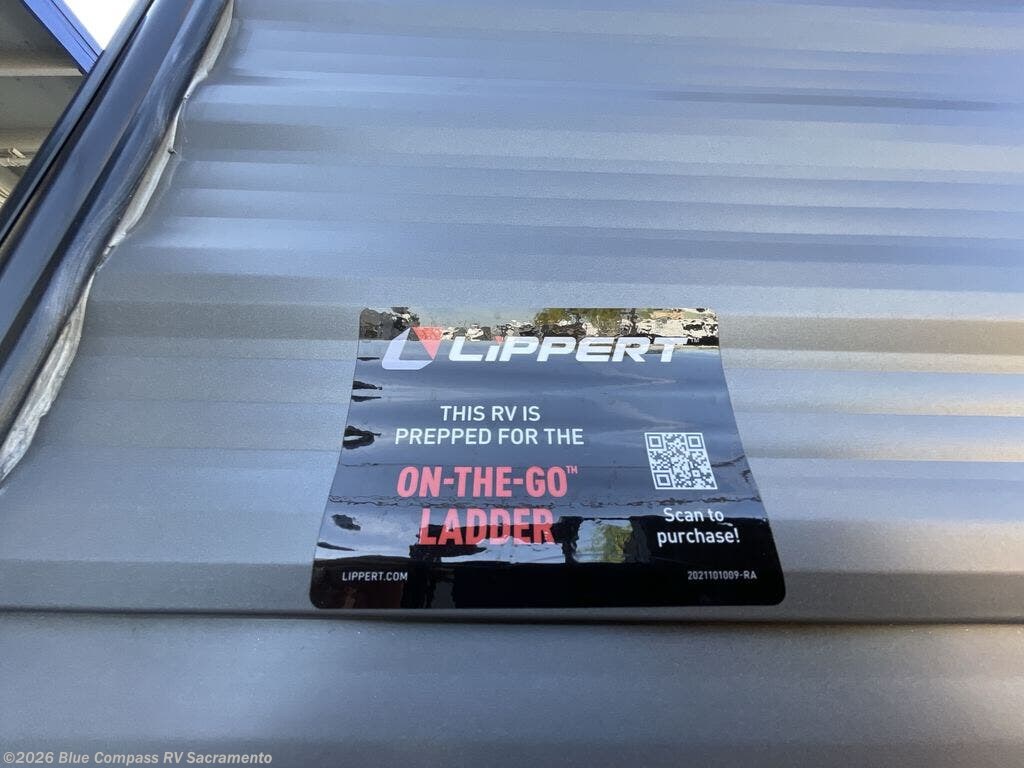 LiPPERT™
THIS RV IS
PREPPED FOR THE
ON-THE-GO™
LADDER
Scan to
purchase!
LIPPERT.COM
2021101009-RA
©2026 Blue Compass RV Sacramento